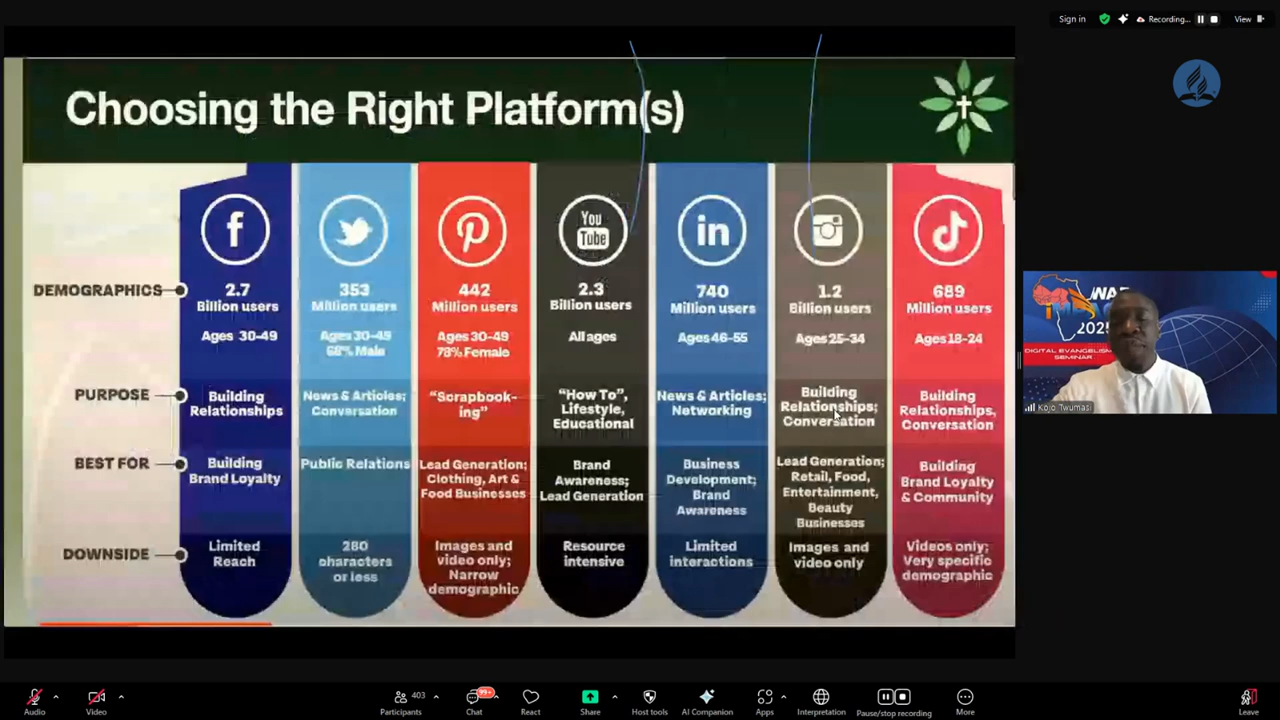 Sign in
Recording...
View
Choosing the Right Platform(s)
f
You
Tube
in
DEMOGRAPHICS
2.7
Billion users
Ages 30-49
353
Million users
Ages 30-49
68% Male
442
Million users
Ages 30-49
78% Female
2.3
Billion users
All ages
740
Million users
Ages 46-55
1.2
Billion users
Ages 25-34
689
Million users
Ages 18-24
PURPOSE
Building
Relationships
News & Articles;
Conversation
"Scrapbook-
ing"
"How To",
Lifestyle,
Educational
News & Articles;
Networking
Building
Relationships;
Conversation
Building
Relationships,
Conversation
BEST FOR
Building
Brand Loyalty
Public Relations
Lead Generation;
Clothing, Art &
Food Businesses
Brand
Awareness;
Lead Generation
Business
Development;
Brand
Awareness
Lead Generation;
Retail, Food,
Entertainment,
Beauty
Businesses
Building
Brand Loyalty
& Community
DOWNSIDE
Limited
Reach
280
characters
or less
Images and
video only;
Narrow
demographic
Resource
intensive
Limited
interactions
Images and
video only
Videos only;
Very specific
demographic
2025
DIGITAL EVANGELISM
SEMINAR
Kojo Twumasi
Audio
Video
403
Participants
99+
Chat
React
Share
Host tools
AI Companion
Apps
Interpretation
Pause/stop recording
More
Leave